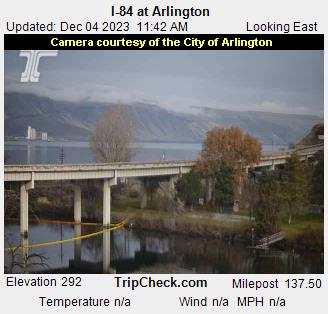 I-84 at Arlington
Updated: Dec 04 2023 11:42 AM Looking East
Camera courtesy of the City of Arlington
Elevation 292 TripCheck.com Milepost 137.50
Temperature n/a Wind n/a MPH n/a